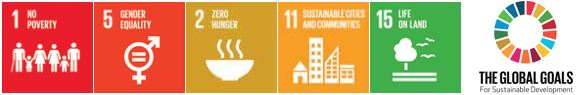 1 NO
POVERTY
5 GENDER
EQUALITY
2 ZERO
HUNGER
11 SUSTAINABLE CITIES
AND COMMUNITIES
15 LIFE
ON LAND
THE GLOBAL GOALS
For Sustainable Development